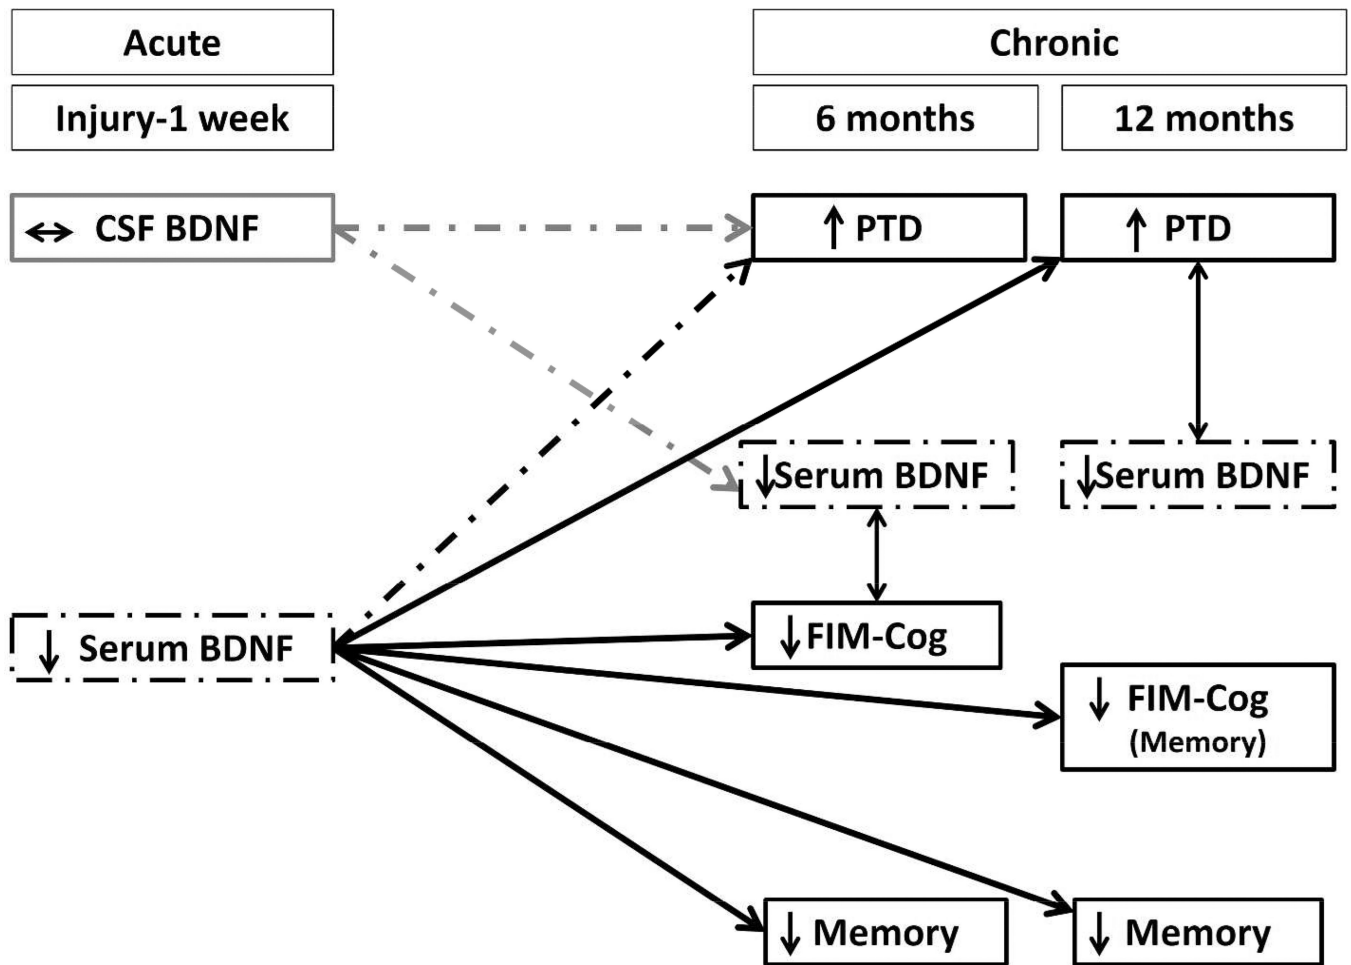 Acute
Chronic
Injury-1 week
6 months
12 months
↔ CSF BDNF
↑ PTD
↑ PTD
↓Serum BDNF
↓Serum BDNF
↓ Serum BDNF
↓FIM-Cog
↓ FIM-Cog
(Memory)
↓Memory
↓ Memory